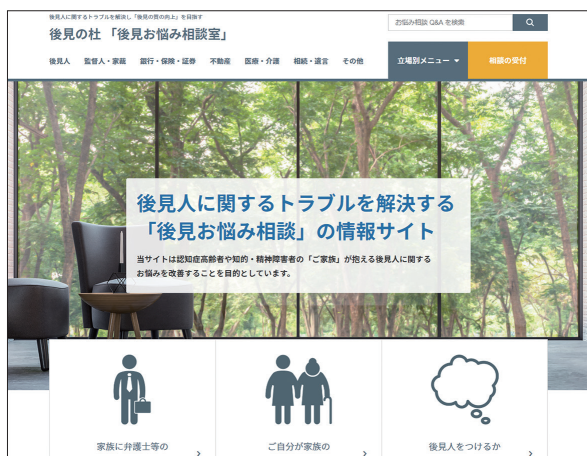 後見人に関するトラブルを解決し「後見の質の向上」を目指す
後見の杜 「後見お悩み相談室」
お悩み相談 Q&A を検索
後見人 監督人・家裁 銀行・保険・証券 不動産 医療・介護 相続・遺言 その他
立場別メニュー
相談の受付
後見人に関するトラブルを解決する
「後見お悩み相談」の情報サイト
当サイトは認知症高齢者や知的・精神障害者の「ご家族」が抱える後見人に関する
お悩みを改善することを目的としています。
家族に弁護士等の
ご自分が家族の
後見人をつけるか